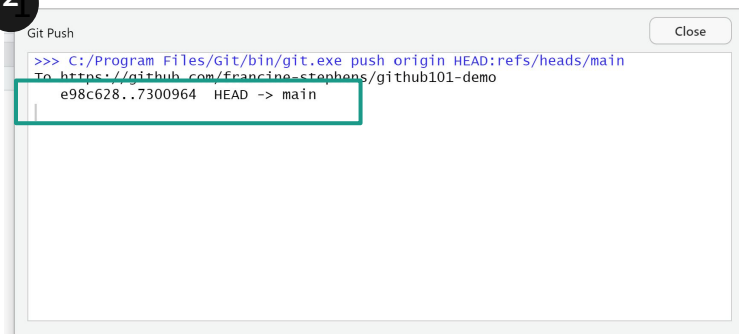 2
1
Git Push
Close
>>> C:/Program Files/Git/bin/git.exe push origin HEAD:refs/heads/main
To https://github.com/francine-stephens/github101-demo
e98c628..7300964 HEAD -> main